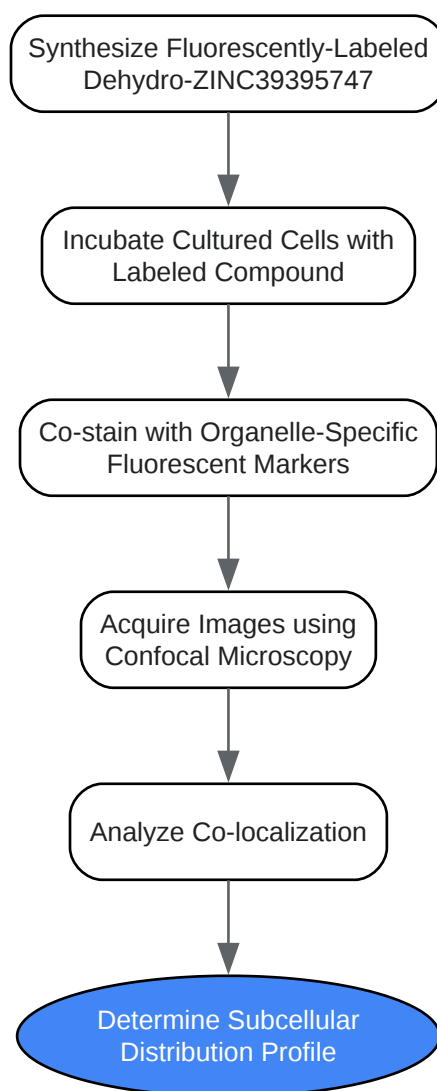 Synthesize Fluorescently-Labeled
Dehydro-ZINC39395747
Incubate Cultured Cells with
Labeled Compound
Co-stain with Organelle-Specific
Fluorescent Markers
Acquire Images using
Confocal Microscopy
Analyze Co-localization
Determine Subcellular
Distribution Profile